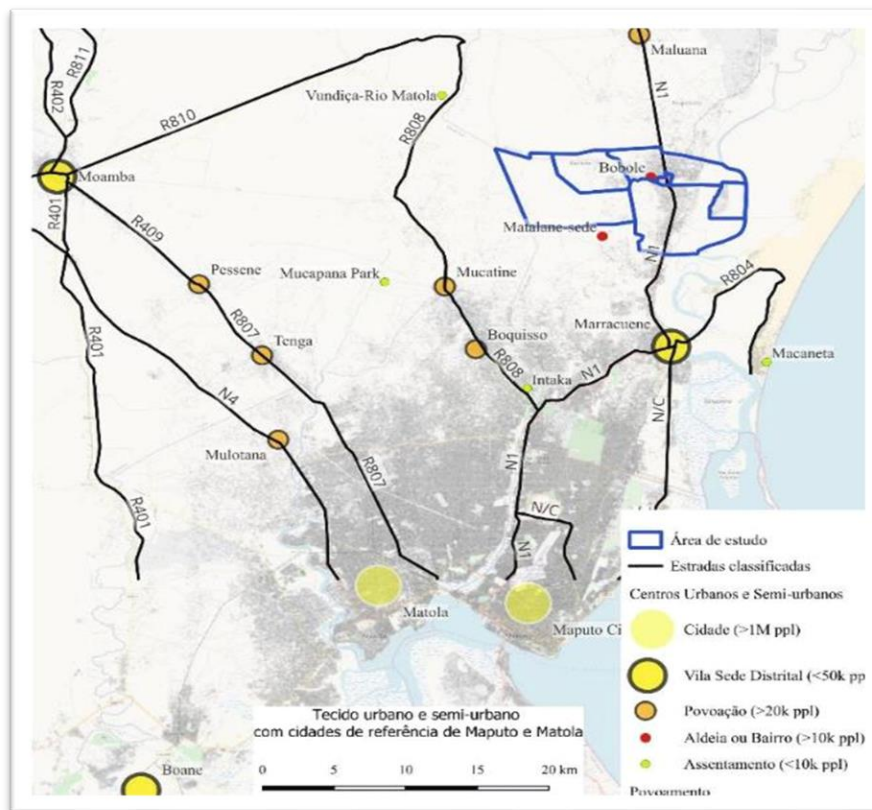 Maluana
R811
R402
R810
Vundiça-Rio Matola
N1
R808
Bobole
Moamba
R401
R409
Matalane-sede
N1
R804
Pessene
Mucapana Park
Mucatine
R807
Marracuene
Tenga
Boquisso
R401
R808
N1
Macaneta
Intaka
N4
N/C
Mulotana
R807
N1
R401
N/C
N1
Área de estudo
Estradas classificadas
Centros Urbanos e Semi-urbanos
Matola
Maputo Ci
Cidade (>1M ppl)
Vila Sede Distrital (<50k pp
Tecido urbano e semi-urbano
com cidades de referência de Maputo e Matola
Povoação (>20k ppl)
Aldeia ou Bairro (>10k ppl)
Boane
0 5 10 15 20 km
Assentamento (<10k ppl)
Povoamento